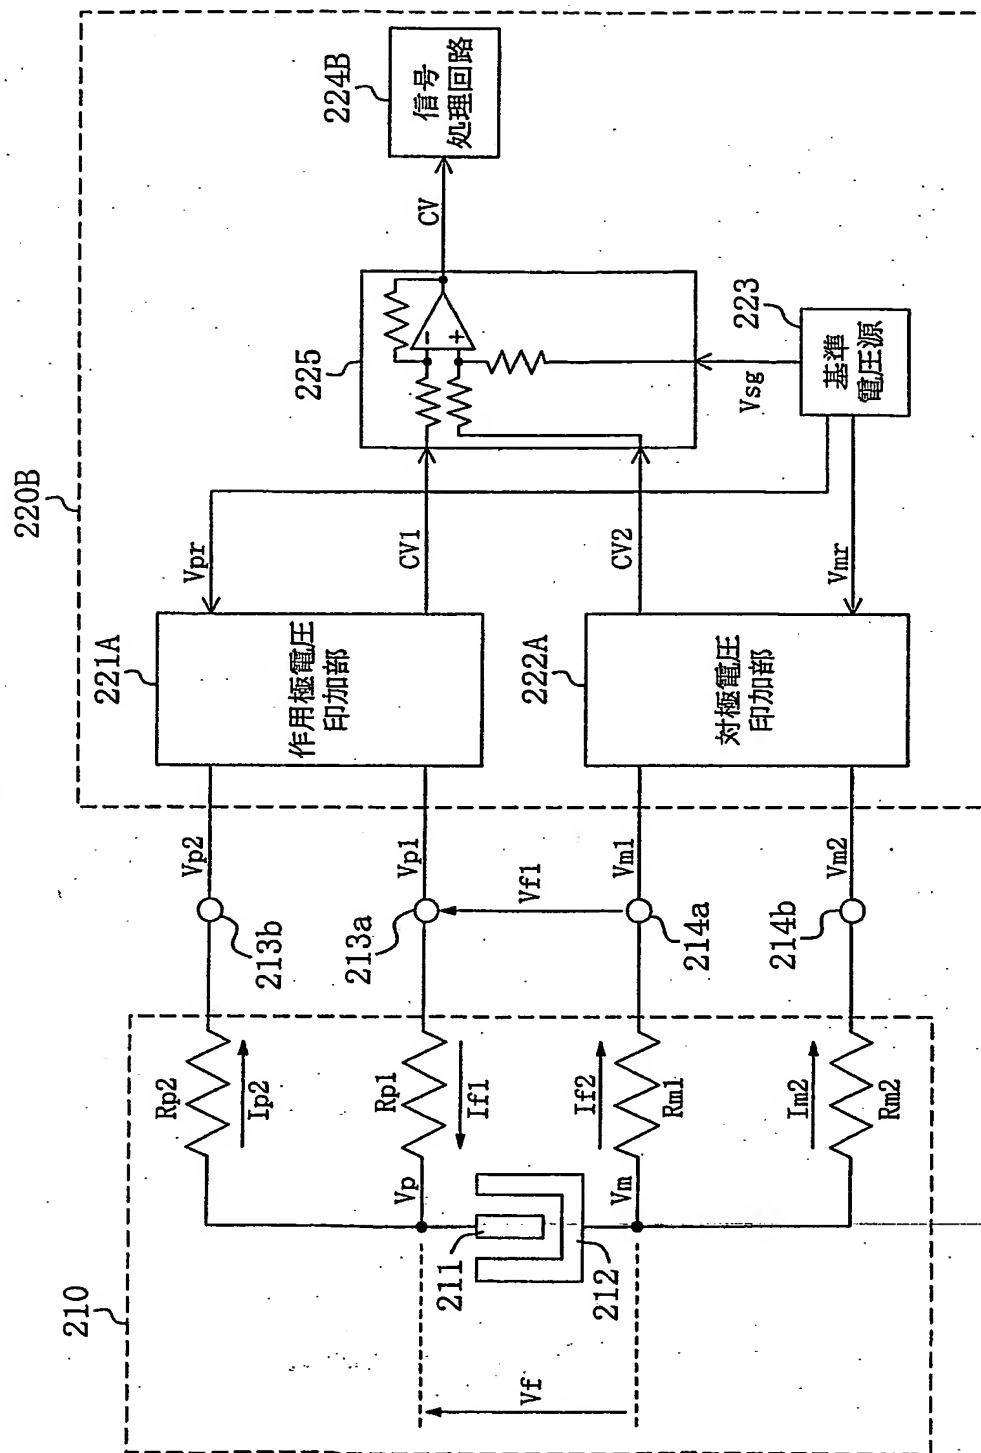 220B
224B
信号
処理回路
CV
225
-
+
223
基準
電圧源
Vsg
Vpr
CV1
CV2
Vmr
221A
作用極電圧
印加部
222A
対極電圧
印加部
Vp2
Vp1
Vm1
Vm2
Vf1
213b
213a
214a
214b
210
Rp2
Ip2
Rp1
If1
If2
Rm1
Im2
Rm2
Vp
Vm
211
212
Vf